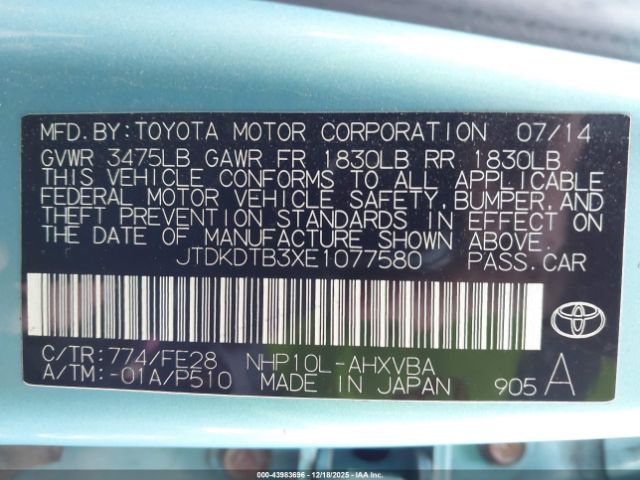 MFD.BY:TOYOTA MOTOR CORPORATION 07/14
GVWR 3475LB GAWR FR 1830LB RR 1830LB
THIS VEHICLE CONFORMS TO ALL APPLICABLE
FEDERAL MOTOR VEHICLE SAFETY,BUMPER,AND
THEFT PREVENTION STANDARDS IN EFFECT ON
THE DATE OF MANUFACTURE SHOWN ABOVE.
JTDKDTB3XE1077580 PASS.CAR
C/TR:774/FE28 NHP10L-AHXVBA
A/TM:-01A/P510 MADE IN JAPAN 905 A
TOYOTA
000-43983696 | 12/18/2025 | IAA, Inc.